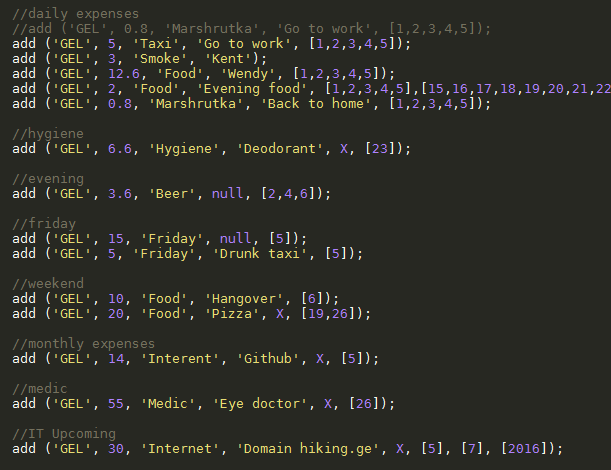 //daily expenses
//add ('GEL', 0.8, 'Marshrutka', 'Go to work', [1,2,3,4,5]);
add ('GEL', 5, 'Taxi', 'Go to work', [1,2,3,4,5]);
add ('GEL', 3, 'Smoke', 'Kent');
add ('GEL', 12.6, 'Food', 'Wendy', [1,2,3,4,5]);
add ('GEL', 2, 'Food', 'Evening food', [1,2,3,4,5],[15,16,17,18,19,20,21,22
add ('GEL', 0.8, 'Marshrutka', 'Back to home', [1,2,3,4,5]);
//hygiene
add ('GEL', 6.6, 'Hygiene', 'Deodorant', X, [23]);
//evening
add ('GEL', 3.6, 'Beer', null, [2,4,6]);
//friday
add ('GEL', 15, 'Friday', null, [5]);
add ('GEL', 5, 'Friday', 'Drunk taxi', [5]);
//weekend
add ('GEL', 10, 'Food', 'Hangover', [6]);
add ('GEL', 20, 'Food', 'Pizza', X, [19,26]);
//monthly expenses
add ('GEL', 14, 'Interent', 'Github', X, [5]);
//medic
add ('GEL', 55, 'Medic', 'Eye doctor', X, [26]);
//IT Upcoming
add ('GEL', 30, 'Internet', 'Domain hiking.ge', X, [5], [7], [2016]);